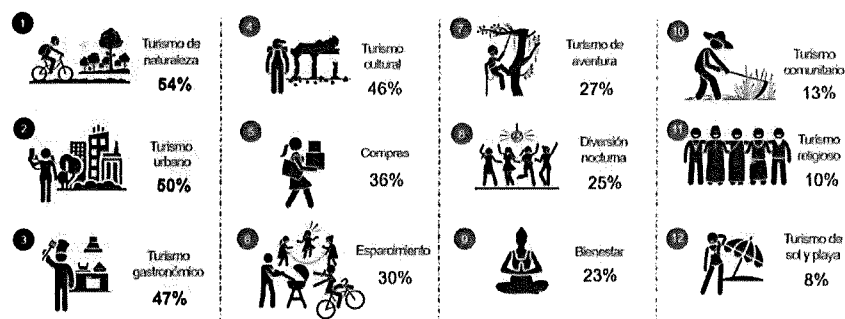 1
Turismo de
naturaleza
54%
2
Turismo
urbano
50%
3
Turismo
gastronómico
47%
4
Turismo
cultural
46%
5
Compras
36%
6
Esparcimiento
30%
7
Turismo de
aventura
27%
8
Diversión
nocturna
25%
9
Bienestar
23%
10
Turismo
comunitario
13%
11
Turismo
religioso
10%
12
Turismo de
sol y playa
8%